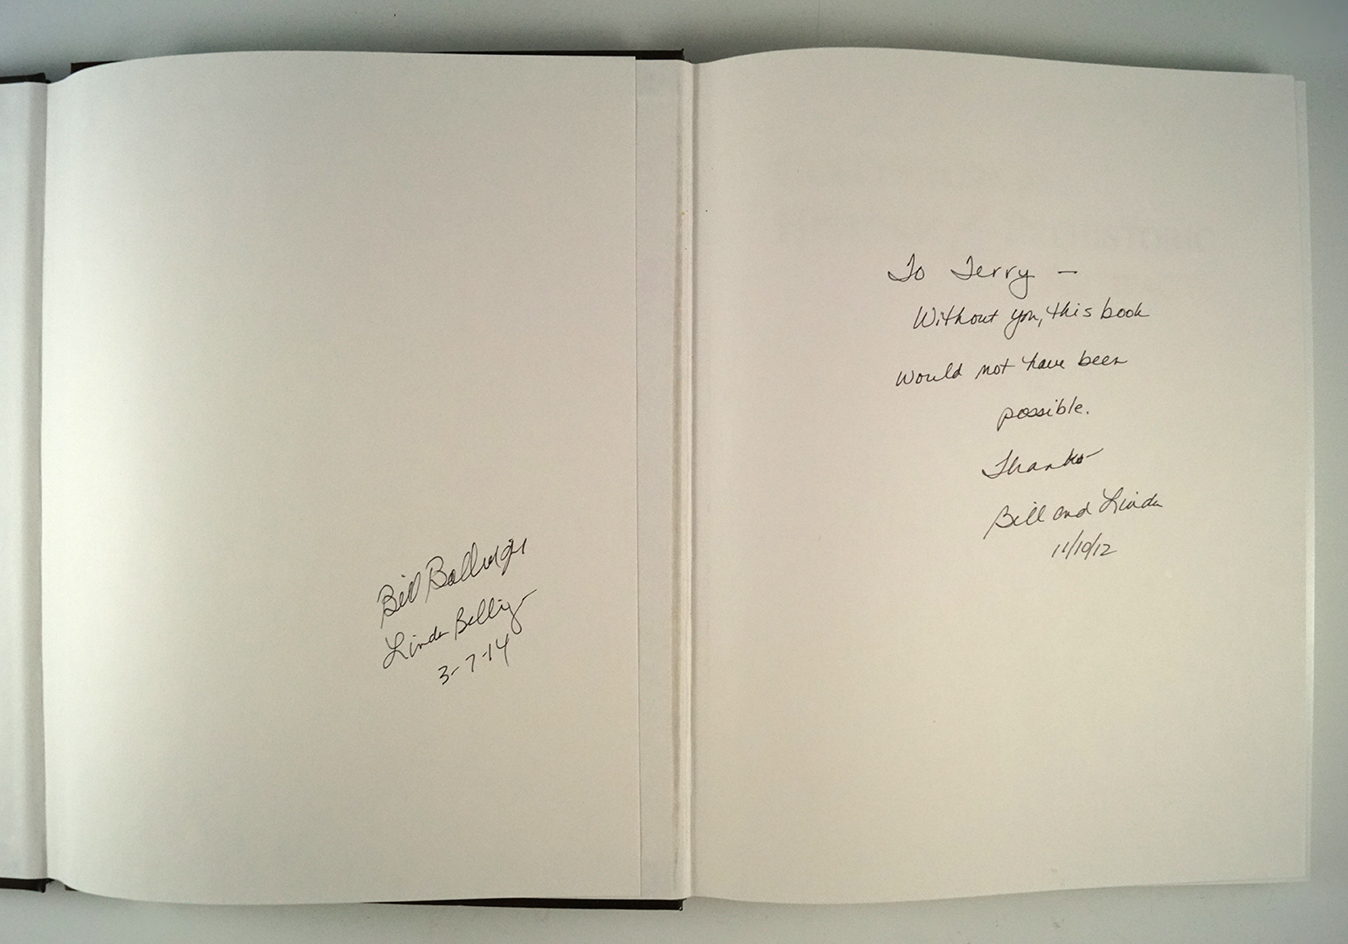 Bill Ballinger
Linda Ballinger
3-7-14
To Terry —
Without you, this book
would not have been
possible.
Thanks
Bill and Linda
11/10/12